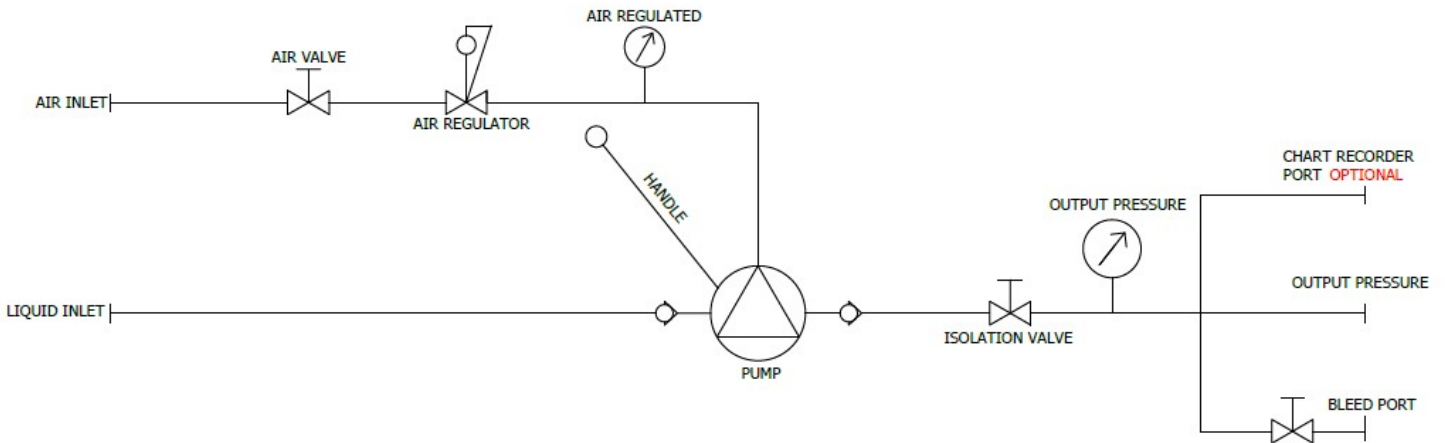 AIR REGULATED
AIR VALVE
AIR INLET
AIR REGULATOR
HANDLE
CHART RECORDER
PORT OPTIONAL
OUTPUT PRESSURE
OUTPUT PRESSURE
LIQUID INLET
ISOLATION VALVE
PUMP
BLEED PORT